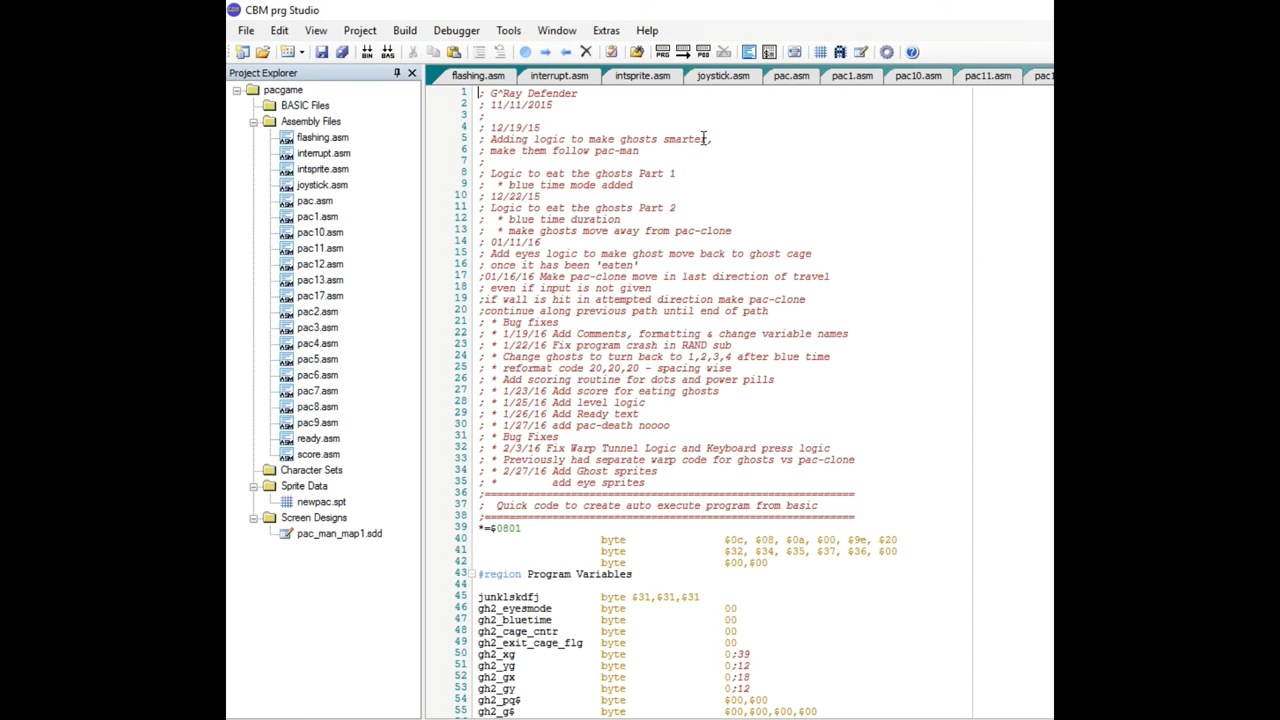 CBM prg Studio
File Edit View Project Build Debugger Tools Window Extras Help
Project Explorer
flashing.asm interrupt.asm intsprite.asm joystick.asm pac.asm pac1.asm pac10.asm pac11.asm pac1
pacgame
BASIC Files
Assembly Files
flashing.asm
interrupt.asm
intsprite.asm
joystick.asm
pac.asm
pac1.asm
pac10.asm
pac11.asm
pac12.asm
pac13.asm
pac17.asm
pac2.asm
pac3.asm
pac4.asm
pac5.asm
pac6.asm
pac7.asm
pac8.asm
pac9.asm
ready.asm
score.asm
Character Sets
Sprite Data
newpac.spt
Screen Designs
pac_man_map1.sdd
1 ; G^Ray Defender
2 ; 11/11/2015
3 ;
4 ; 12/19/15
5 ; Adding logic to make ghosts smarter,
6 ; make them follow pac-man
7 ;
8 ; Logic to eat the ghosts Part 1
9 ;  * blue time mode added
10 ; 12/22/15
11 ; Logic to eat the ghosts Part 2
12 ;  * blue time duration
13 ;  * make ghosts move away from pac-clone
14 ; 01/11/16
15 ; Add eyes logic to make ghost move back to ghost cage
16 ; once it has been 'eaten'
17 ;01/16/16 Make pac-clone move in last direction of travel
18 ; even if input is not given
19 ;if wall is hit in attempted direction make pac-clone
20 ;continue along previous path until end of path
21 ; * Bug fixes
22 ; * 1/19/16 Add Comments, formatting & change variable names
23 ; * 1/22/16 Fix program crash in RAND sub
24 ; * Change ghosts to turn back to 1,2,3,4 after blue time
25 ; * reformat code 20,20,20 - spacing wise
26 ; * Add scoring routine for dots and power pills
27 ; * 1/23/16 Add score for eating ghosts
28 ; * 1/25/16 Add level logic
29 ; * 1/26/16 Add Ready text
30 ; * 1/27/16 add pac-death noooo
31 ; * Bug Fixes
32 ; * 2/3/16 Fix Warp Tunnel Logic and Keyboard press logic
33 ; * Previously had separate warp code for ghosts vs pac-clone
34 ; * 2/27/16 Add Ghost sprites
35 ; *         add eye sprites
36 ;============================================================
37 ;  Quick code to create auto execute program from basic
38 ;============================================================
39 *=$0801
40 byte $0c, $08, $0a, $00, $9e, $20
41 byte $32, $34, $35, $37, $36, $00
42 byte $00,$00
43 #region Program Variables
44
45 junklskdfj byte $31,$31,$31
46 gh2_eyesmode byte 00
47 gh2_bluetime byte 00
48 gh2_cage_cntr byte 00
49 gh2_exit_cage_flg byte 00
50 gh2_xg byte 0;39
51 gh2_yg byte 0;12
52 gh2_gx byte 0;18
53 gh2_gy byte 0;12
54 gh2_pq$ byte $00,$00
55 gh2_g$ byte $00,$00,$00,$00